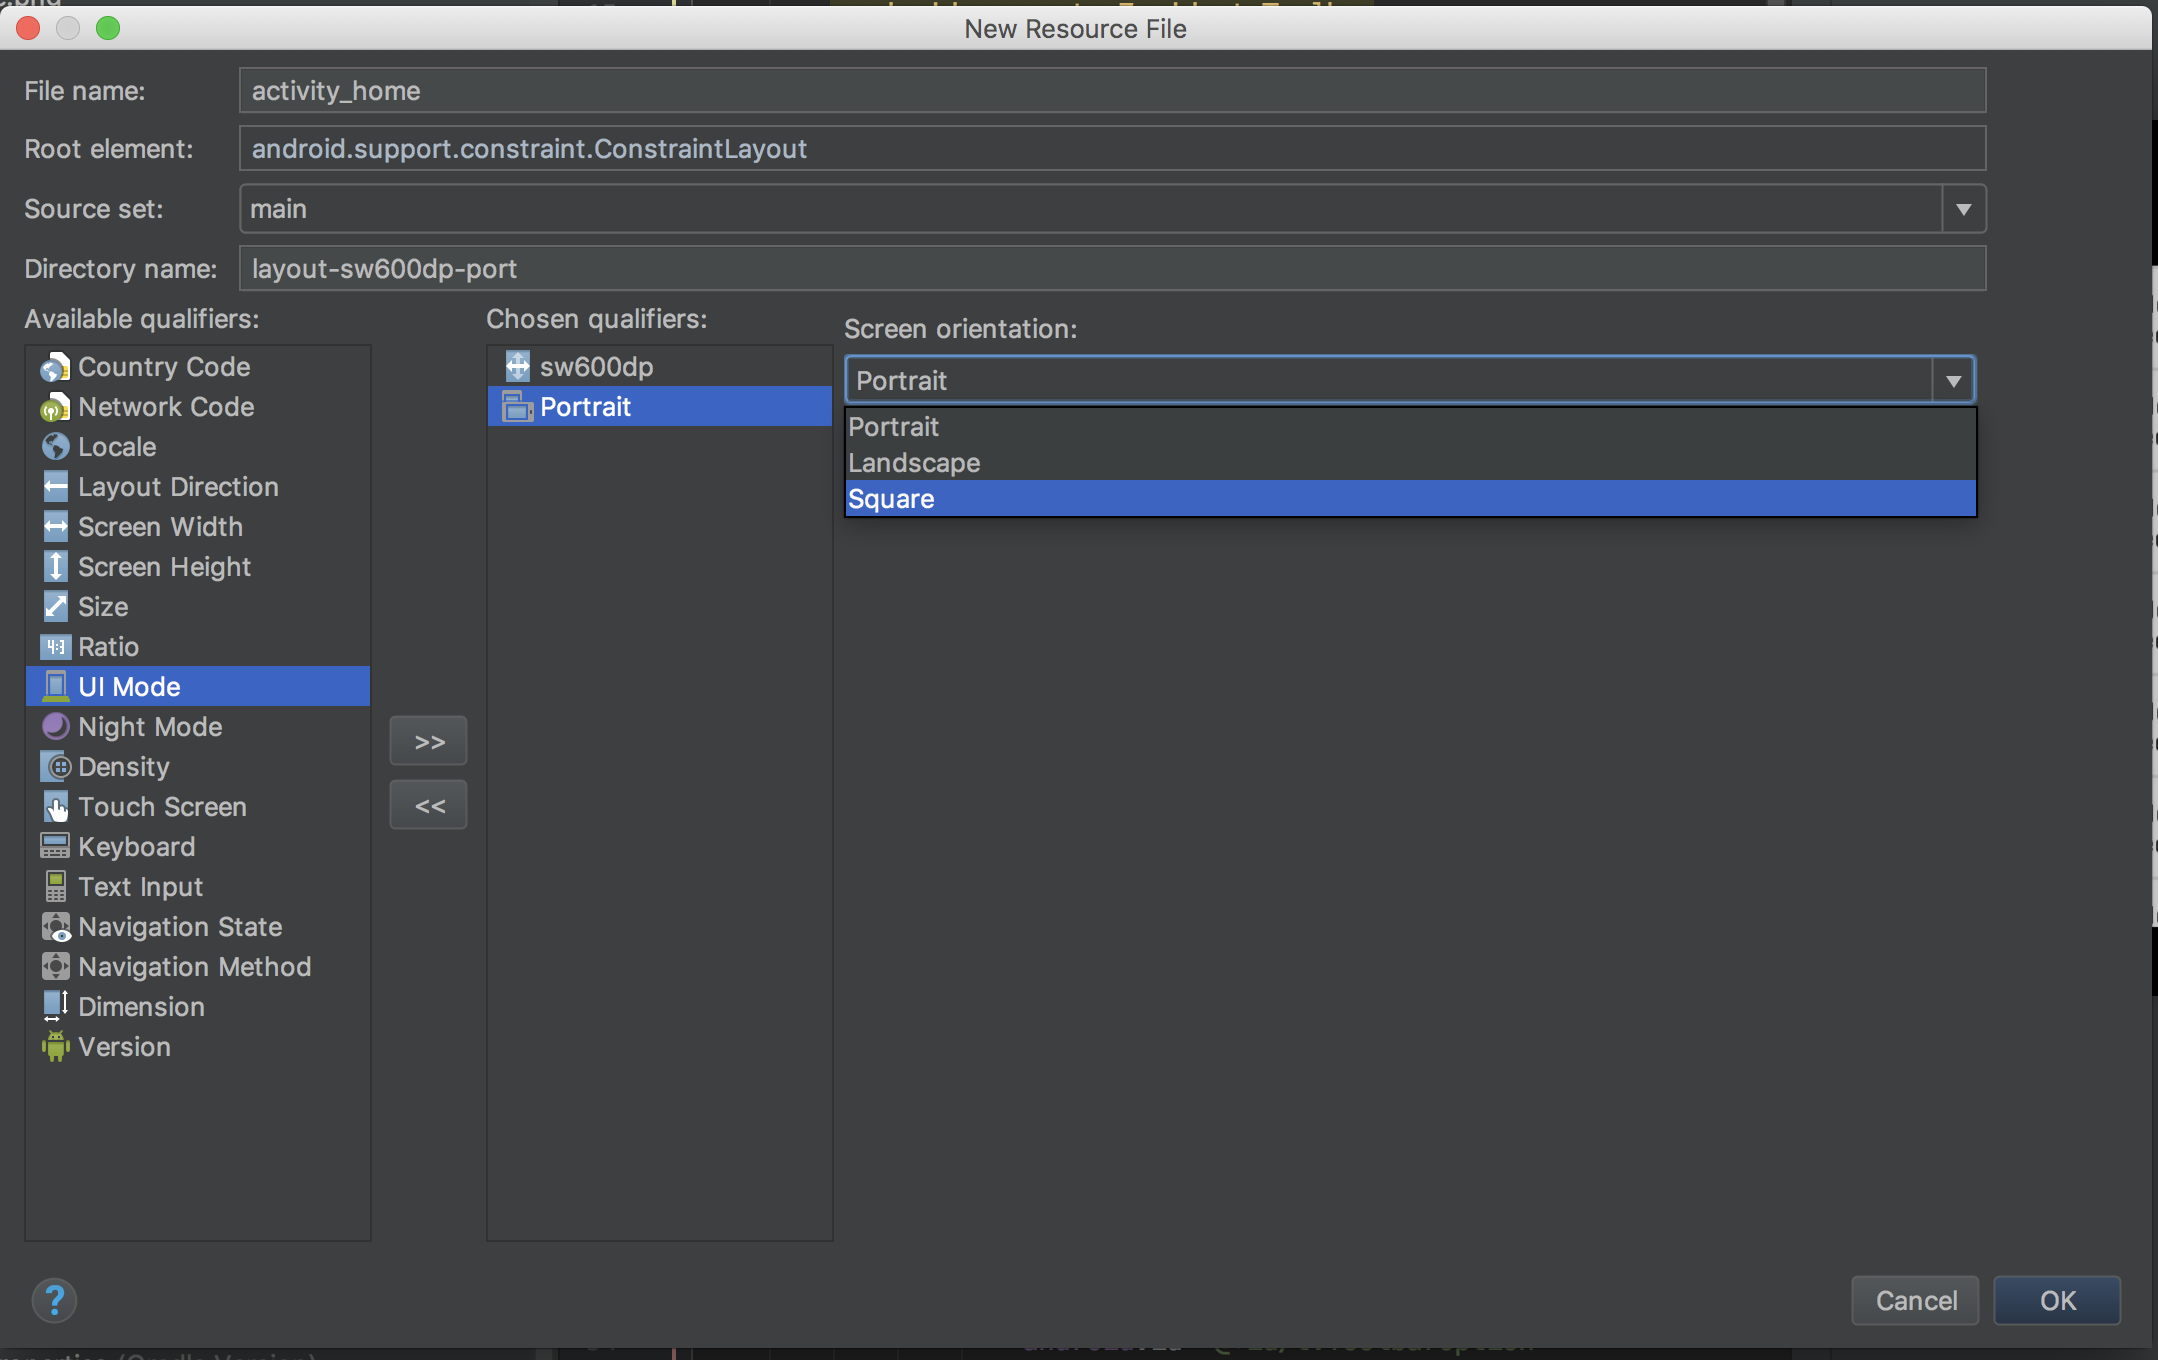 New Resource File
File name: activity_home
Root element: android.support.constraint.ConstraintLayout
Source set: main
Directory name: layout-sw600dp-port
Available qualifiers:
Country Code
Network Code
Locale
Layout Direction
Screen Width
Screen Height
Size
4:3 Ratio
UI Mode
Night Mode
Density
Touch Screen
Keyboard
Text Input
Navigation State
Navigation Method
Dimension
Version
>>
<<
Chosen qualifiers:
sw600dp
Portrait
Screen orientation:
Portrait
Portrait
Landscape
Square
?
Cancel
OK